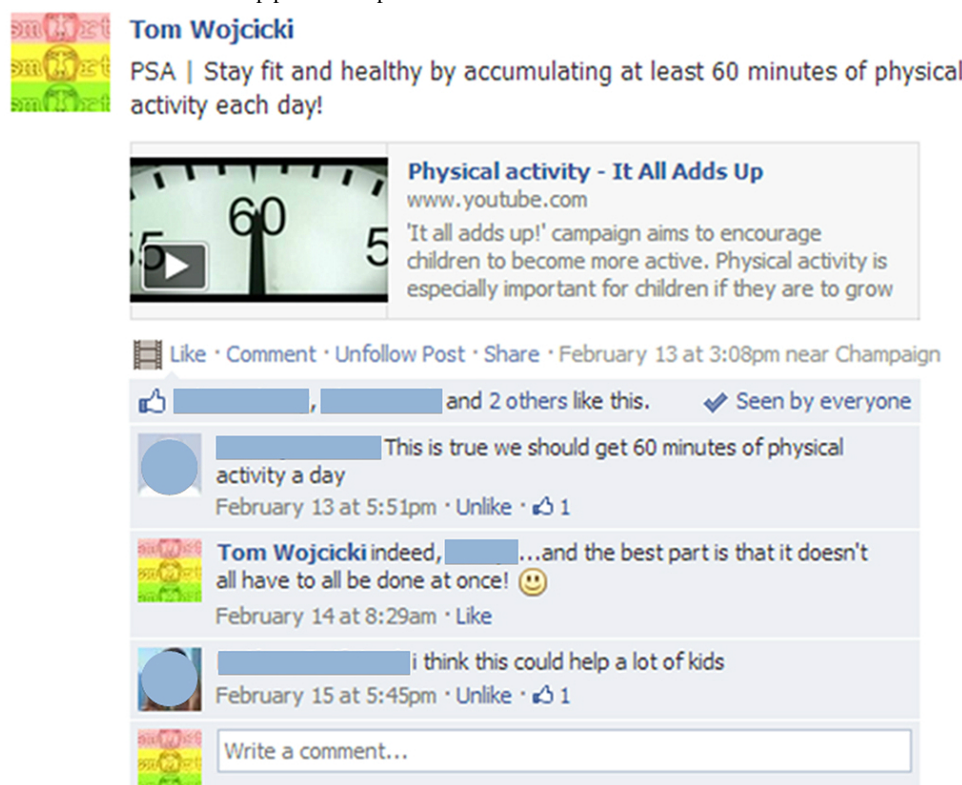 Tom Wojcicki
PSA | Stay fit and healthy by accumulating at least 60 minutes of physical
activity each day!
Physical activity - It All Adds Up
www.youtube.com
'It all adds up!' campaign aims to encourage
children to become more active. Physical activity is
especially important for children if they are to grow
60
55
5
Like · Comment · Unfollow Post · Share · February 13 at 3:08pm near Champaign
, and 2 others like this. Seen by everyone
This is true we should get 60 minutes of physical
activity a day
February 13 at 5:51pm · Unlike · 1
Tom Wojcicki indeed, ...and the best part is that it doesn't
all have to all be done at once!
February 14 at 8:29am · Like
i think this could help a lot of kids
February 15 at 5:45pm · Unlike · 1
Write a comment...